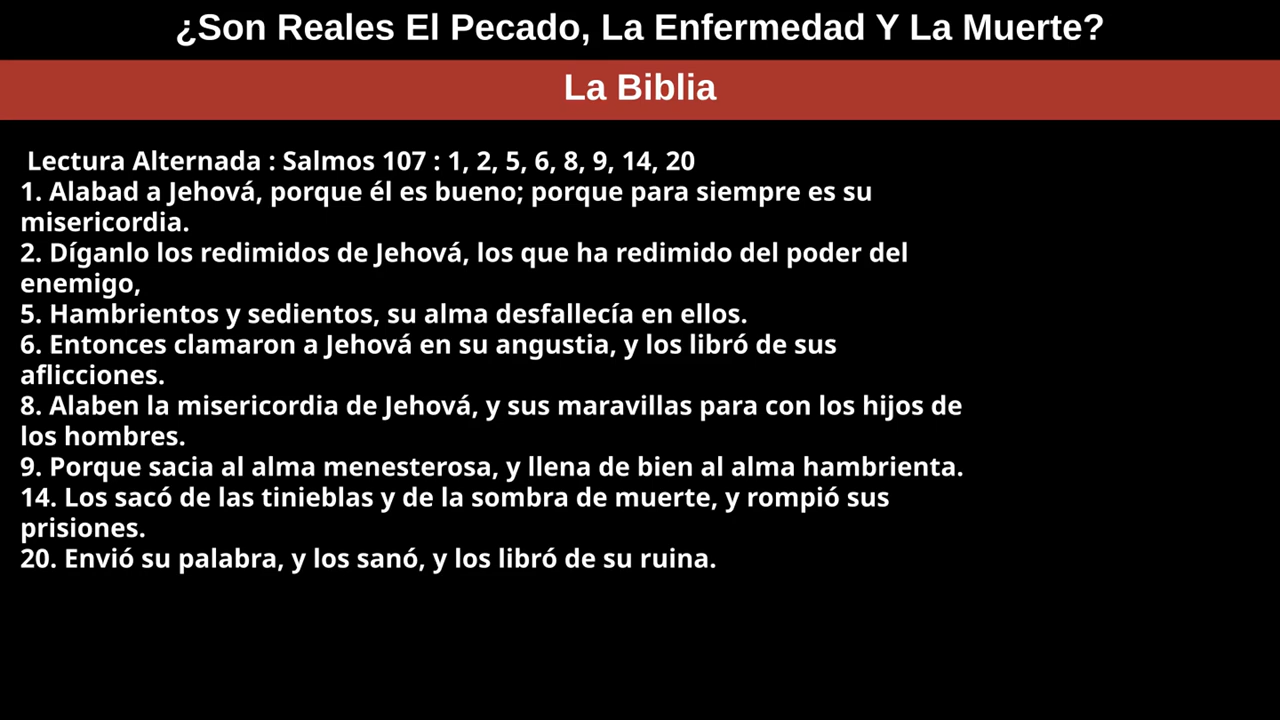 ¿Son Reales El Pecado, La Enfermedad Y La Muerte?
La Biblia
Lectura Alternada : Salmos 107 : 1, 2, 5, 6, 8, 9, 14, 20
1. Alabad a Jehová, porque él es bueno; porque para siempre es su
misericordia.
2. Díganlo los redimidos de Jehová, los que ha redimido del poder del
enemigo,
5. Hambrientos y sedientos, su alma desfallecía en ellos.
6. Entonces clamaron a Jehová en su angustia, y los libró de sus
aflicciones.
8. Alaben la misericordia de Jehová, y sus maravillas para con los hijos de
los hombres.
9. Porque sacia al alma menesterosa, y llena de bien al alma hambrienta.
14. Los sacó de las tinieblas y de la sombra de muerte, y rompió sus
prisiones.
20. Envió su palabra, y los sanó, y los libró de su ruina.